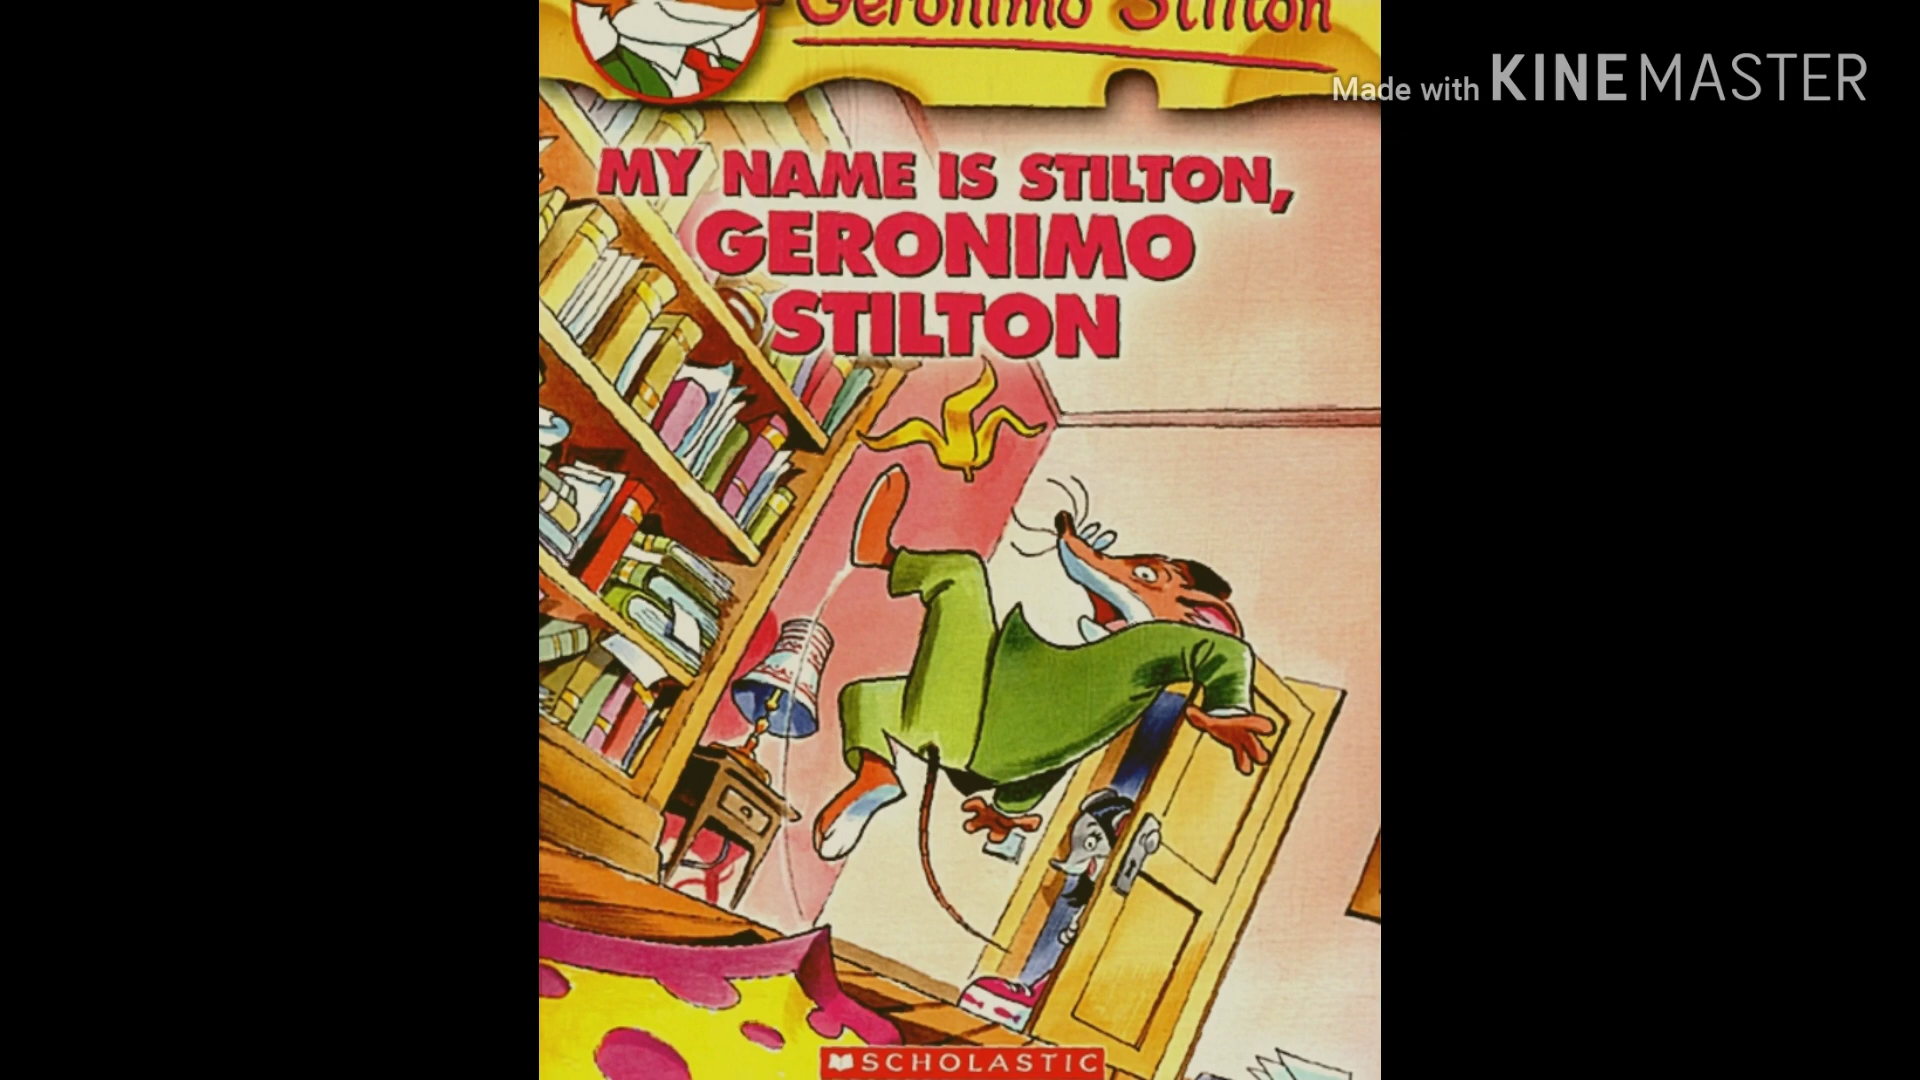 Geronimo Stilton
Made with KINEMASTER
MY NAME IS STILTON,
GERONIMO
STILTON
SCHOLASTIC